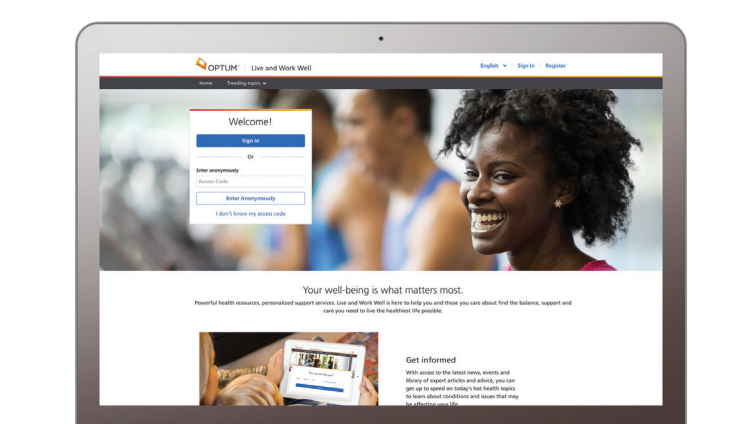 OPTUM® Live and Work Well
English Sign In Register
Home Trending topics
Welcome!
Sign in
Or
Enter anonymously
Access Code
Enter Anonymously
I don't know my access code
Your well-being is what matters most.
Powerful health resources, personalized support services. Live and Work Well is here to help you and those you care about find the balance, support and
care you need to live the healthiest life possible.
Get informed
With access to the latest news, events and
library of expert articles and advice, you can
get up to speed on today's hot health topics
to learn about conditions and issues that may
be affecting your life.